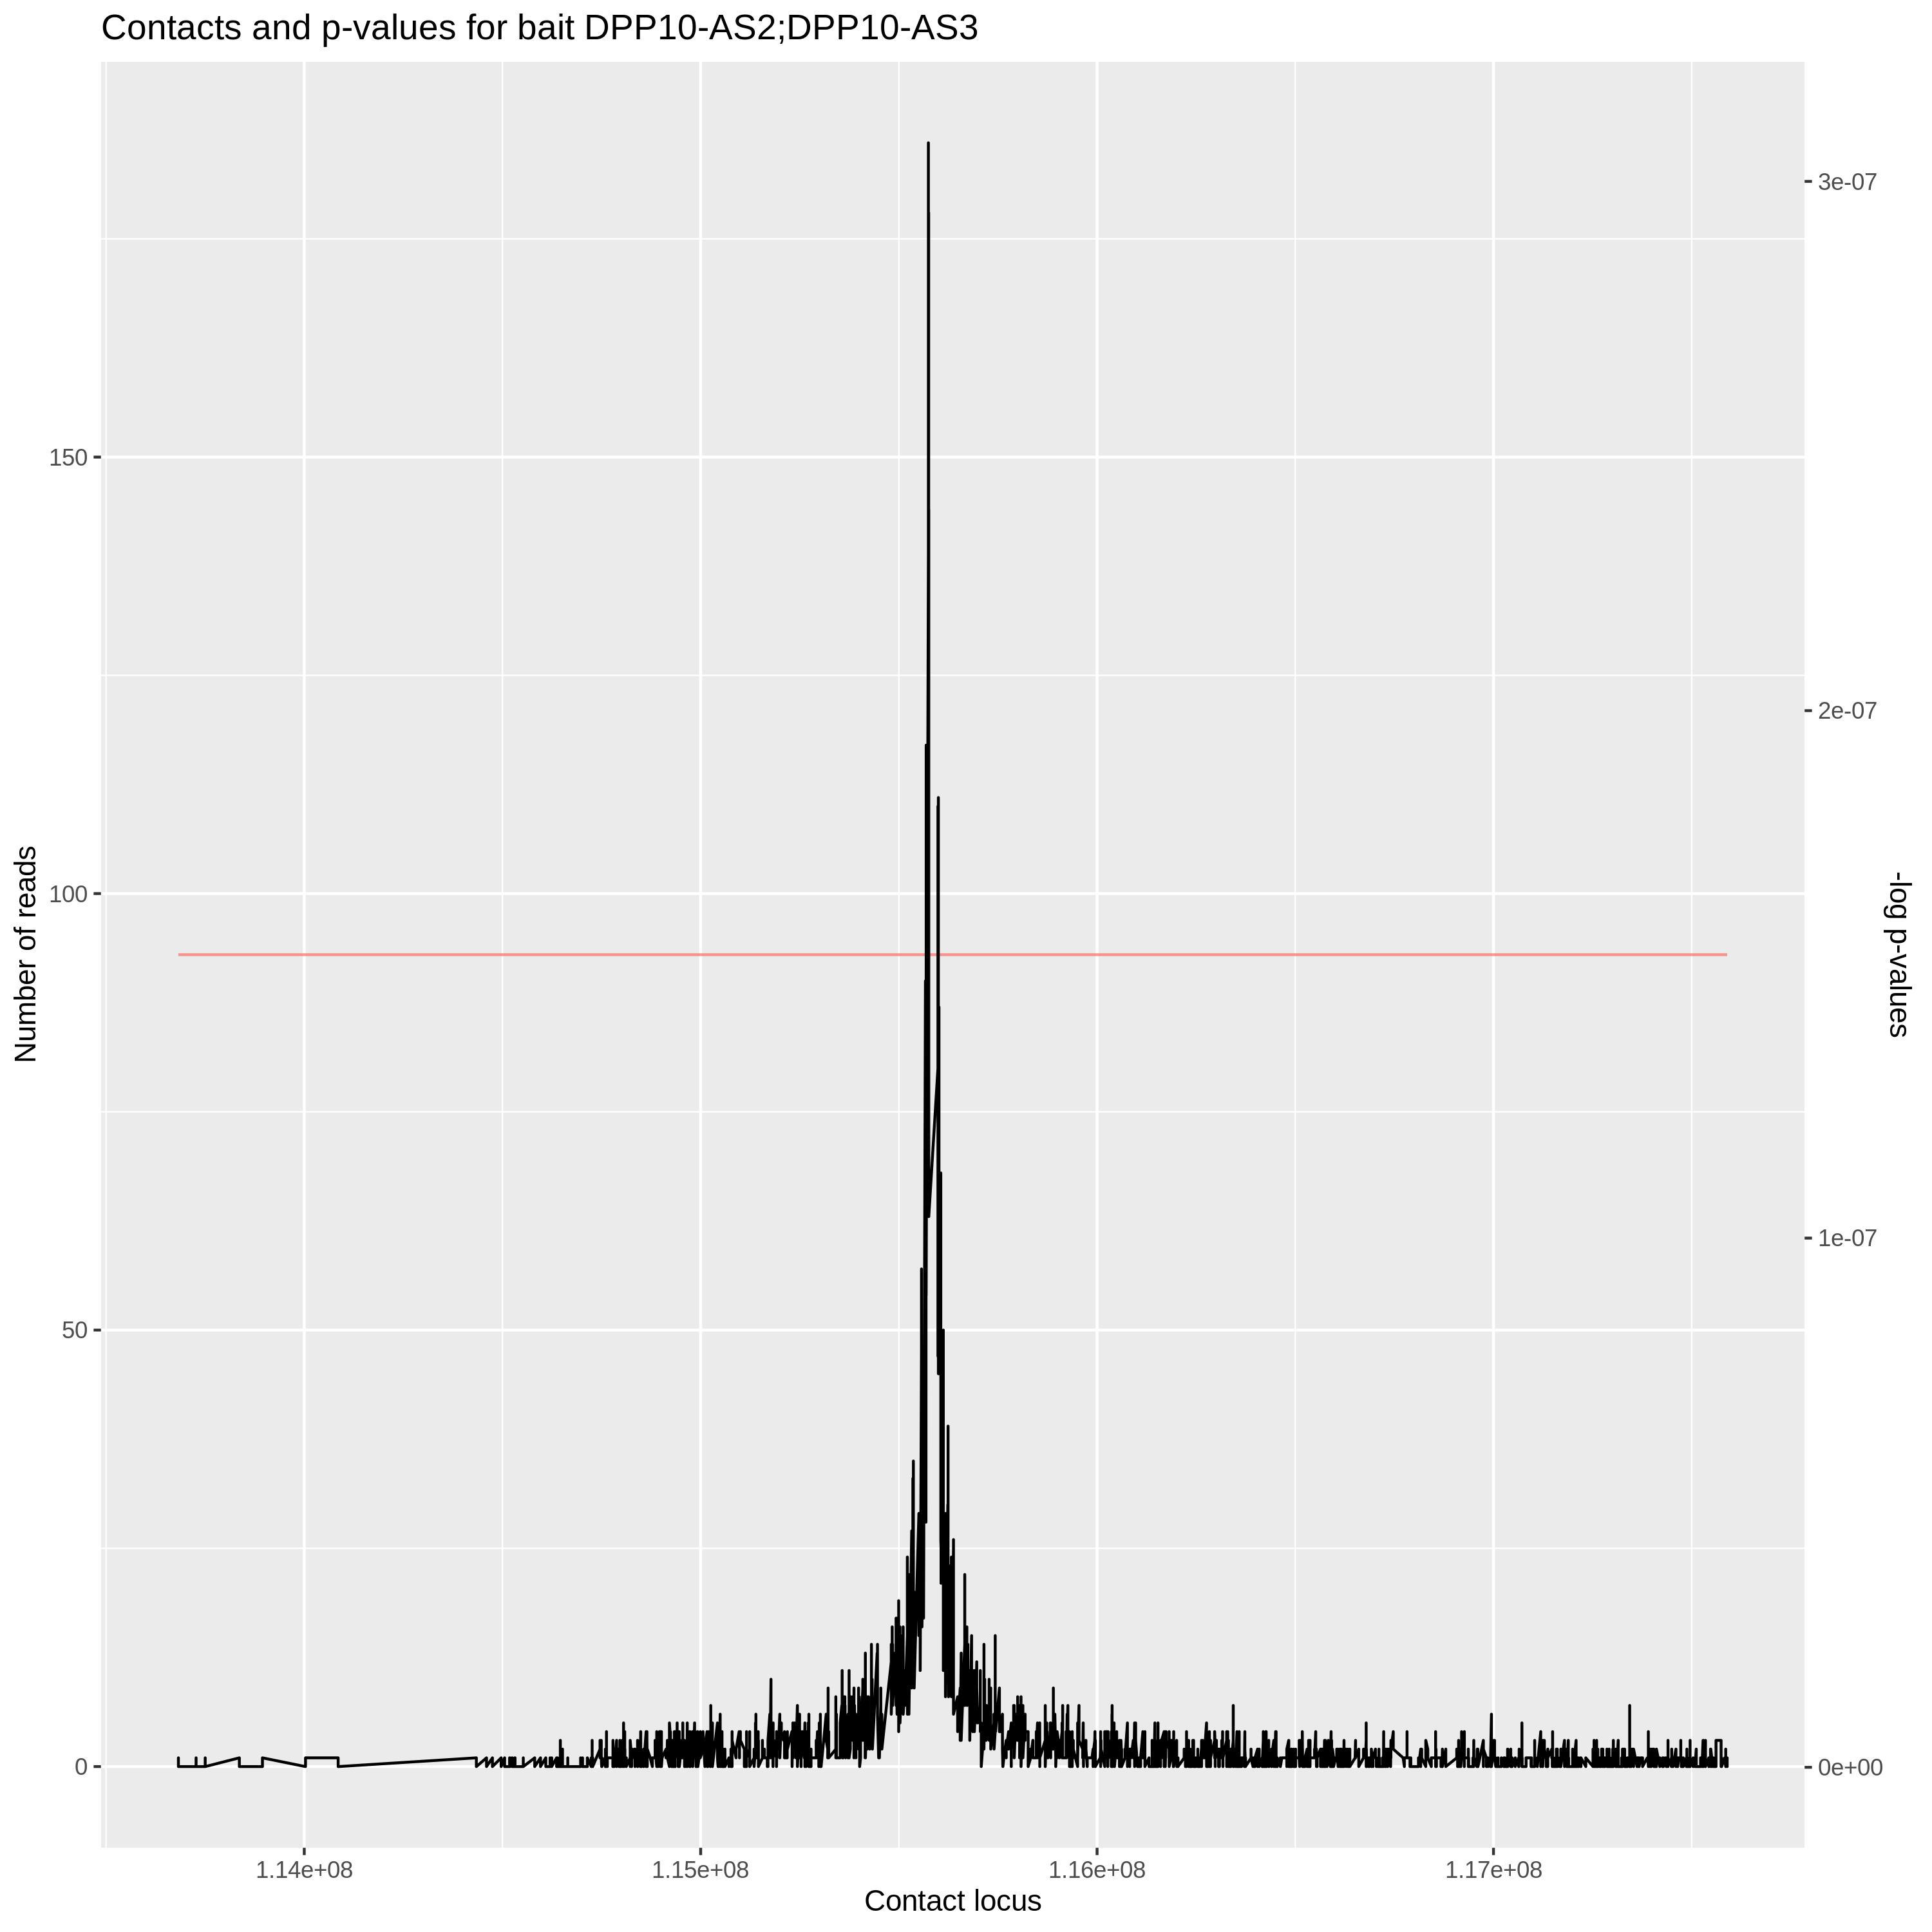 Contacts and p-values for bait DPP10-AS2;DPP10-AS3
3e-07
150
2e-07
Number of reads
100
-log p-values
1e-07
50
0
0e+00
1.14e+08 1.15e+08 1.16e+08 1.17e+08
Contact locus